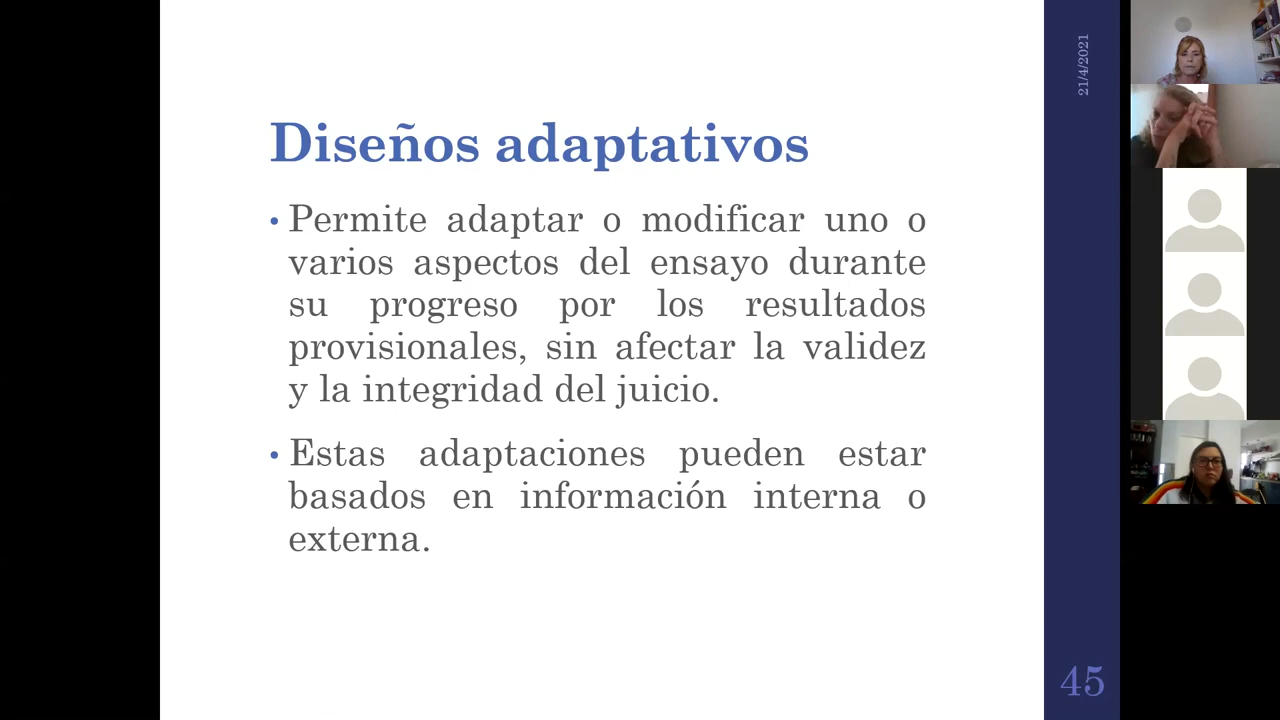 21/4/2021
Diseños adaptativos
• Permite adaptar o modificar uno o
varios aspectos del ensayo durante
su progreso por los resultados
provisionales, sin afectar la validez
y la integridad del juicio.
• Estas adaptaciones pueden estar
basados en información interna o
externa.
45